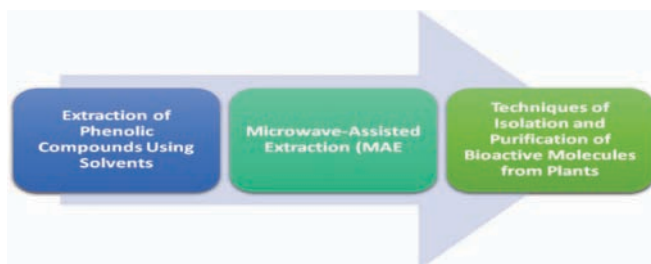 Extraction of
Phenolic
Compounds Using
Solvents
Microwave-Assisted
Extraction (MAE
Techniques of
Isolation and
Purification of
Bioactive Molecules
from Plants